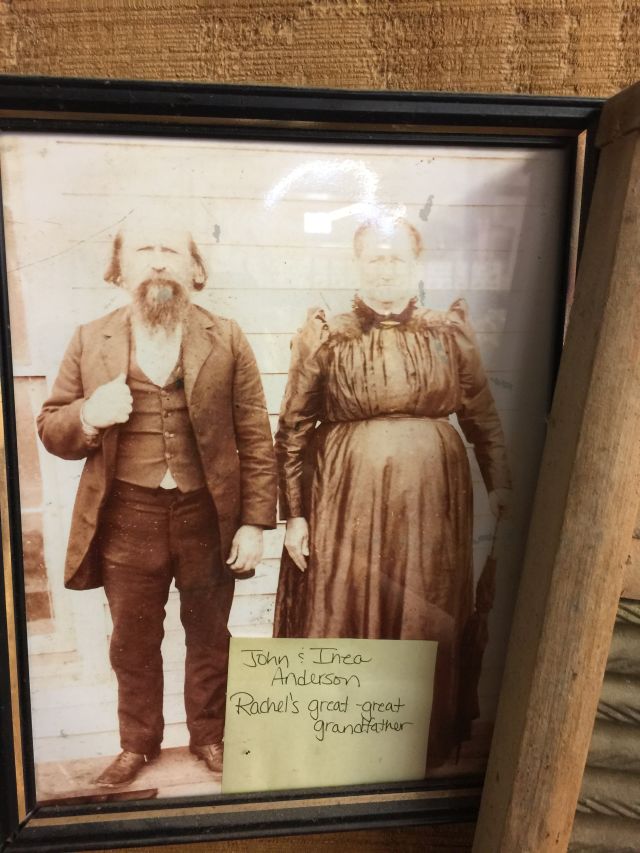 John & Inea
Anderson
Rachel's great-great
grandfather